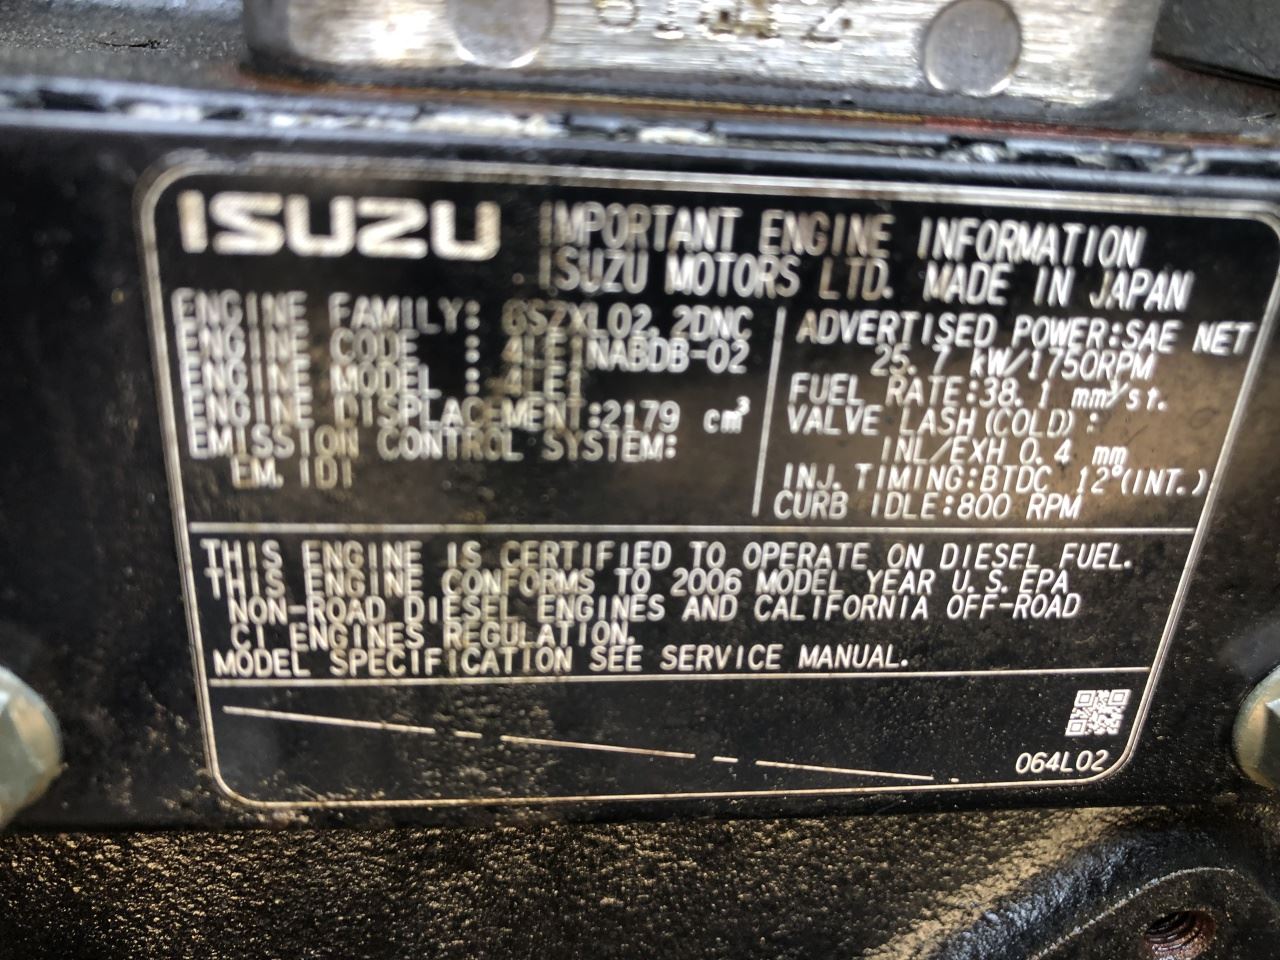 ISUZU IMPORTANT ENGINE INFORMATION
ISUZU MOTORS LTD. MADE IN JAPAN
ENGINE FAMILY: 6SZXL02.2DNC
ENGINE CODE : 4LE1NABDB-02
ENGINE MODEL : 4LE1
ENGINE DISPLACEMENT:2179 cm³
EMISSION CONTROL SYSTEM:
EM. IDI
ADVERTISED POWER:SAE NET
25.7 kW/1750RPM
FUEL RATE:38.1 mm³/st.
VALVE LASH(COLD):
INL/EXH 0.4 mm
INJ. TIMING:BTDC 12°(INT.)
CURB IDLE:800 RPM
THIS ENGINE IS CERTIFIED TO OPERATE ON DIESEL FUEL.
THIS ENGINE CONFORMS TO 2006 MODEL YEAR U.S.EPA
NON-ROAD DIESEL ENGINES AND CALIFORNIA OFF-ROAD
CI ENGINES REGULATION.
MODEL SPECIFICATION SEE SERVICE MANUAL.
064L02